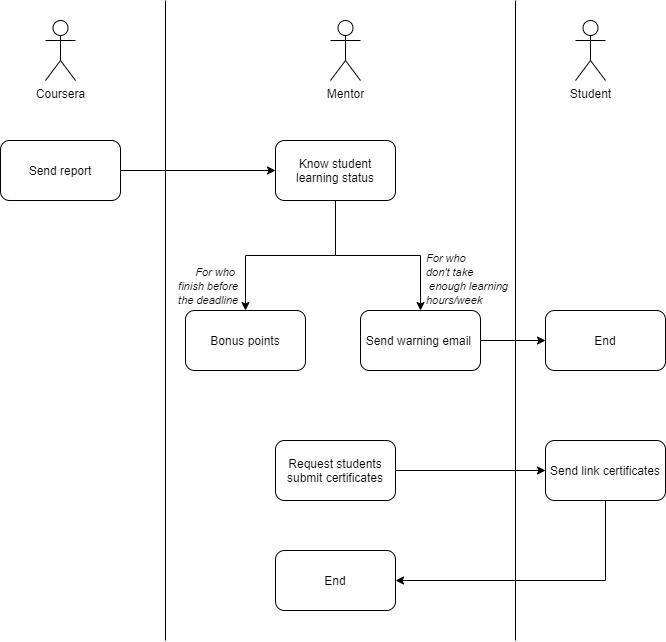 Coursera
Mentor
Student
Send report
Know student
learning status
For who
finish before
the deadline
For who
don't take
enough learning
hours/week
Bonus points
Send warning email
End
Request students
submit certificates
Send link certificates
End